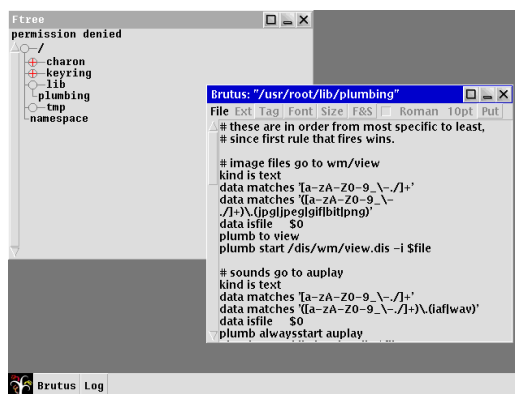 Ftree
permission denied
/
charon
keyring
lib
plumbing
tmp
namespace
Brutus: "/usr/root/lib/plumbing"
File Ext Tag Font Size F&S Roman 10pt Put
# these are in order from most specific to least,
# since first rule that fires wins.
# image files go to wm/view
kind is text
data matches '[a-zA-Z0-9_\-./]+'
data matches '([a-zA-Z0-9_\-
./]+)\.(jpg|jpeg|gif|bit|png)'
data isfile $0
plumb to view
plumb start /dis/wm/view.dis -i $file
# sounds go to auplay
kind is text
data matches '[a-zA-Z0-9_\-./]+'
data matches '([a-zA-Z0-9_\-./]+)\.(iaf|wav)'
data isfile $0
plumb alwaysstart auplay
Brutus Log